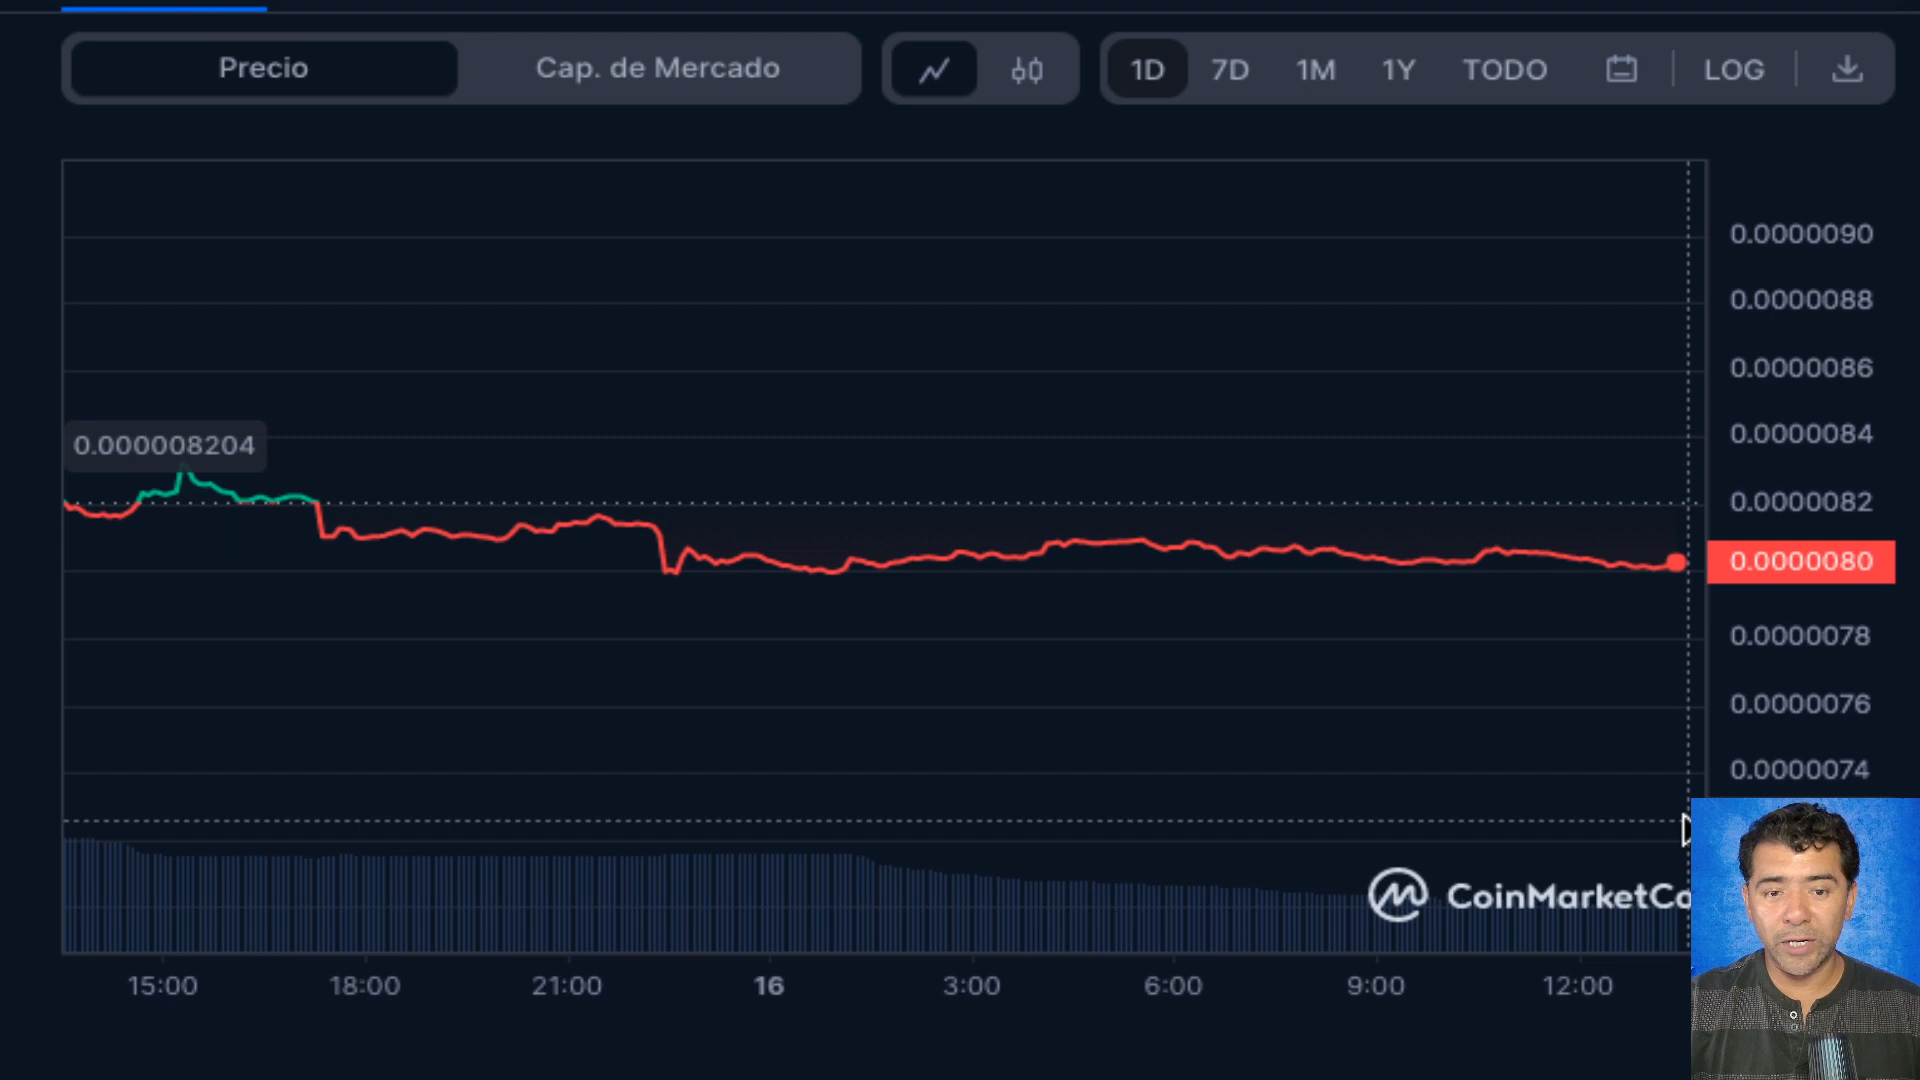 Precio
Cap. de Mercado
1D 7D 1M 1Y TODO LOG
0.0000090
0.0000088
0.0000086
0.0000084
0.000008204
0.0000082
0.0000080
0.0000078
0.0000076
0.0000074
CoinMarketCa
15:00 18:00 21:00 16 3:00 6:00 9:00 12:00